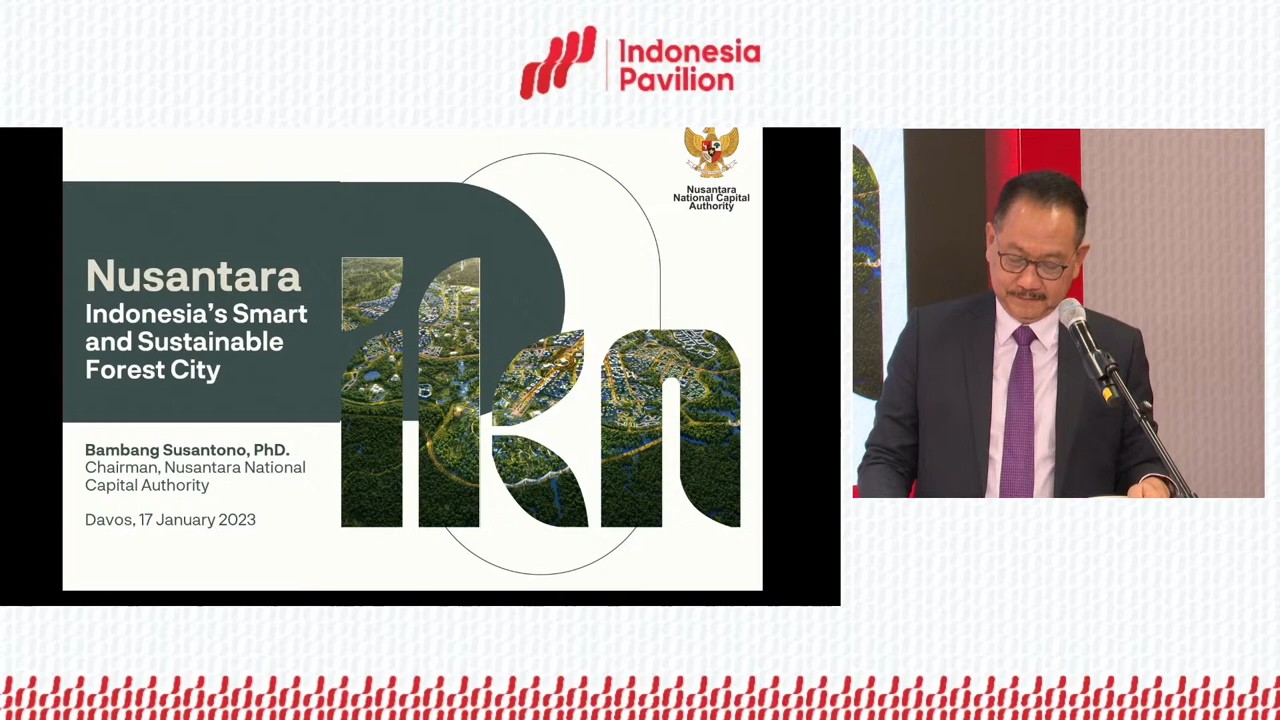 Indonesia
Pavilion
Nusantara
National Capital
Authority
Nusantara
Indonesia's Smart
and Sustainable
Forest City
ikn
Bambang Susantono, PhD.
Chairman, Nusantara National
Capital Authority
Davos, 17 January 2023